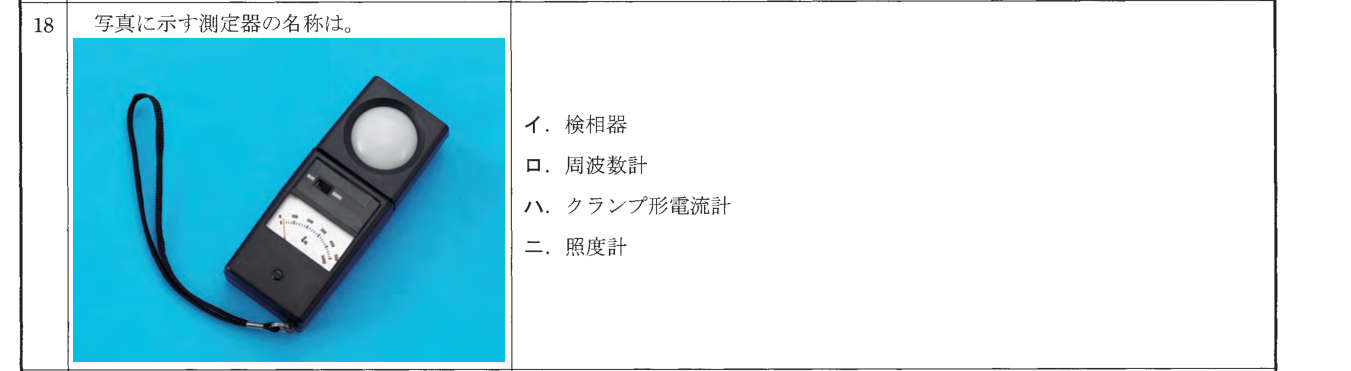 18
写真に示す測定器の名称は。
イ．検相器
ロ．周波数計
ハ．クランプ形電流計
ニ．照度計